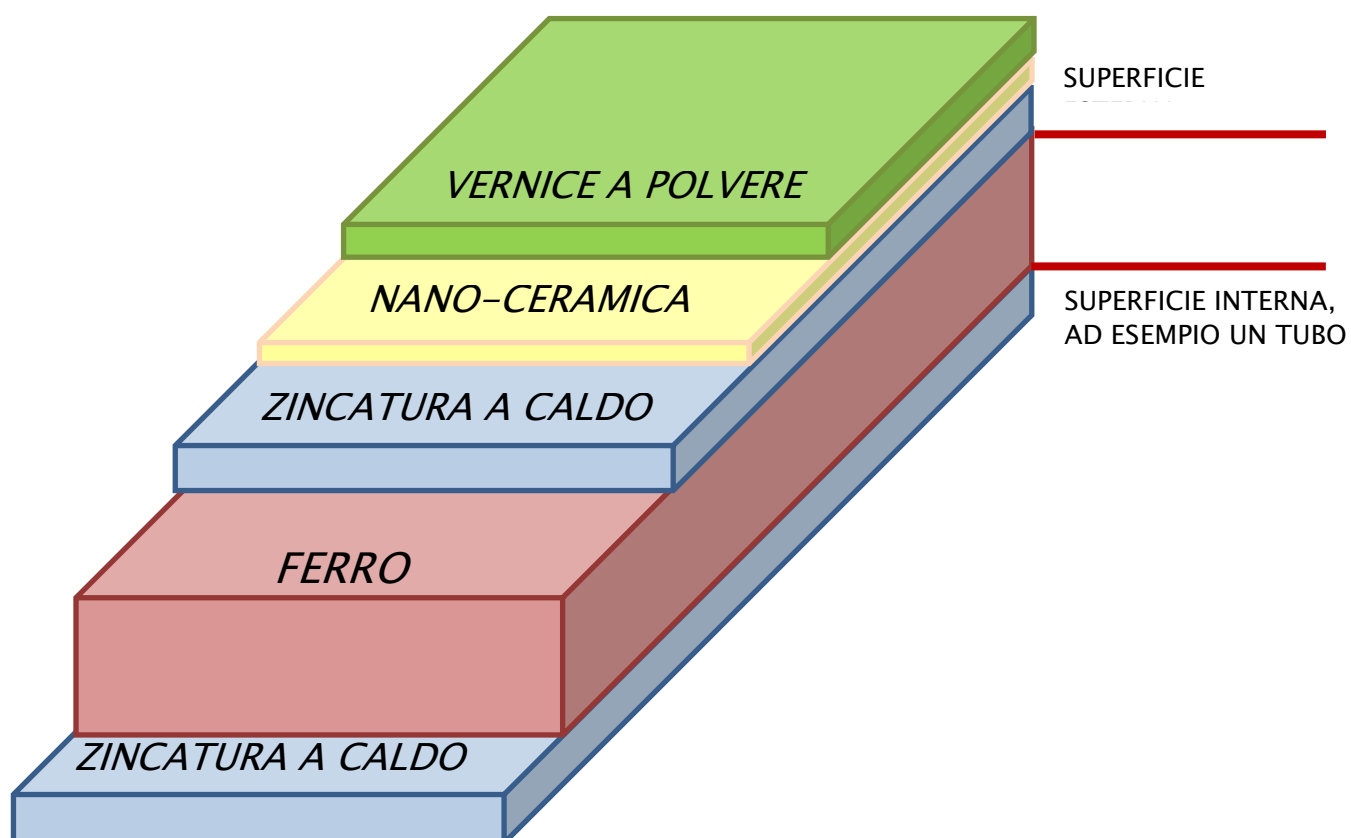 SUPERFICIE
VERNICE A POLVERE
NANO-CERAMICA
SUPERFICIE INTERNA,
AD ESEMPIO UN TUBO
ZINCATURA A CALDO
FERRO
ZINCATURA A CALDO